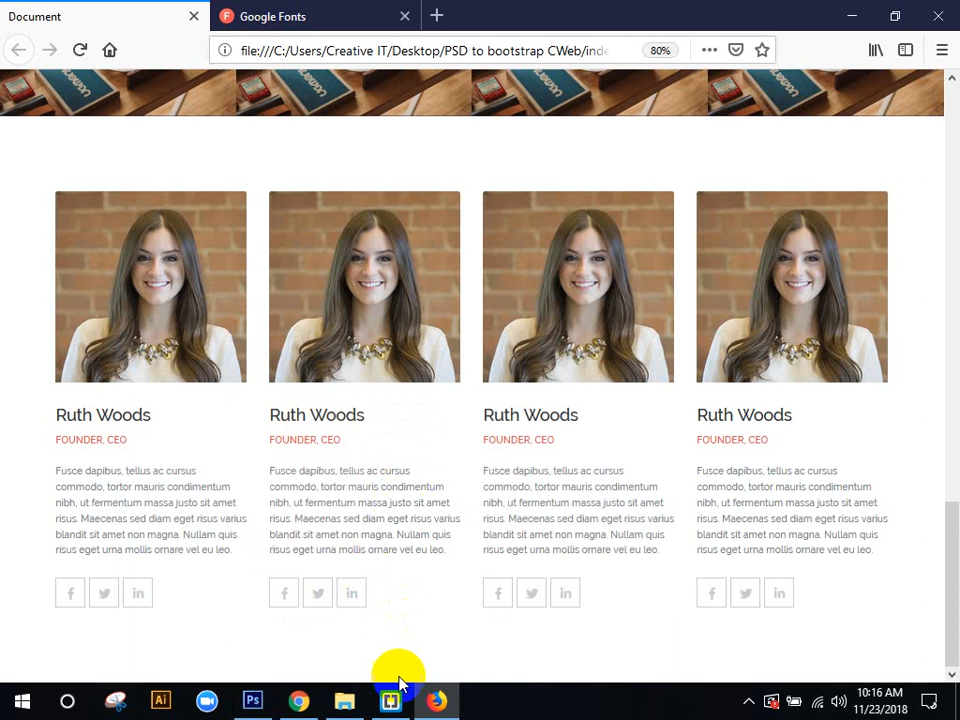 Document
F Google Fonts
file:///C:/Users/Creative IT/Desktop/PSD to bootstrap CWeb/inde
80%
Ruth Woods
FOUNDER, CEO
Fusce dapibus, tellus ac cursus
commodo, tortor mauris condimentum
nibh, ut fermentum massa justo sit amet
risus. Maecenas sed diam eget risus varius
blandit sit amet non magna. Nullam quis
risus eget urna mollis ornare vel eu leo.
Ruth Woods
FOUNDER, CEO
Fusce dapibus, tellus ac cursus
commodo, tortor mauris condimentum
nibh, ut fermentum massa justo sit amet
risus. Maecenas sed diam eget risus varius
blandit sit amet non magna. Nullam quis
risus eget urna mollis ornare vel eu leo.
Ruth Woods
FOUNDER, CEO
Fusce dapibus, tellus ac cursus
commodo, tortor mauris condimentum
nibh, ut fermentum massa justo sit amet
risus. Maecenas sed diam eget risus varius
blandit sit amet non magna. Nullam quis
risus eget urna mollis ornare vel eu leo.
Ruth Woods
FOUNDER, CEO
Fusce dapibus, tellus ac cursus
commodo, tortor mauris condimentum
nibh, ut fermentum massa justo sit amet
risus. Maecenas sed diam eget risus varius
blandit sit amet non magna. Nullam quis
risus eget urna mollis ornare vel eu leo.
Ai
Ps
10:16 AM
11/23/2018